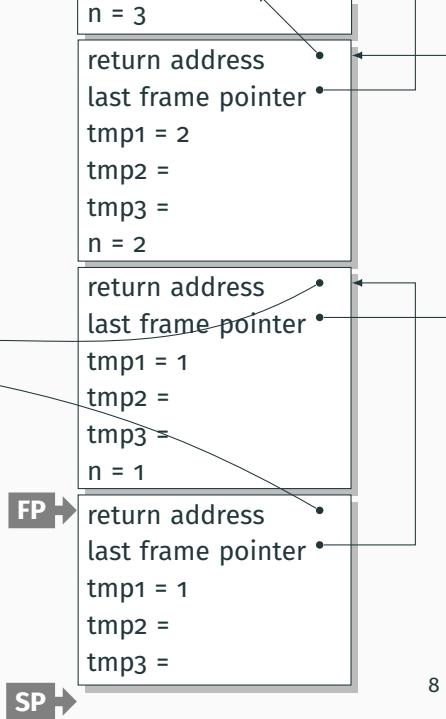 n = 3
return address
last frame pointer
tmp1 = 2
tmp2 =
tmp3 =
n = 2
return address
last frame pointer
tmp1 = 1
tmp2 =
tmp3 =
n = 1
FP
return address
last frame pointer
tmp1 = 1
tmp2 =
tmp3 =
8
SP